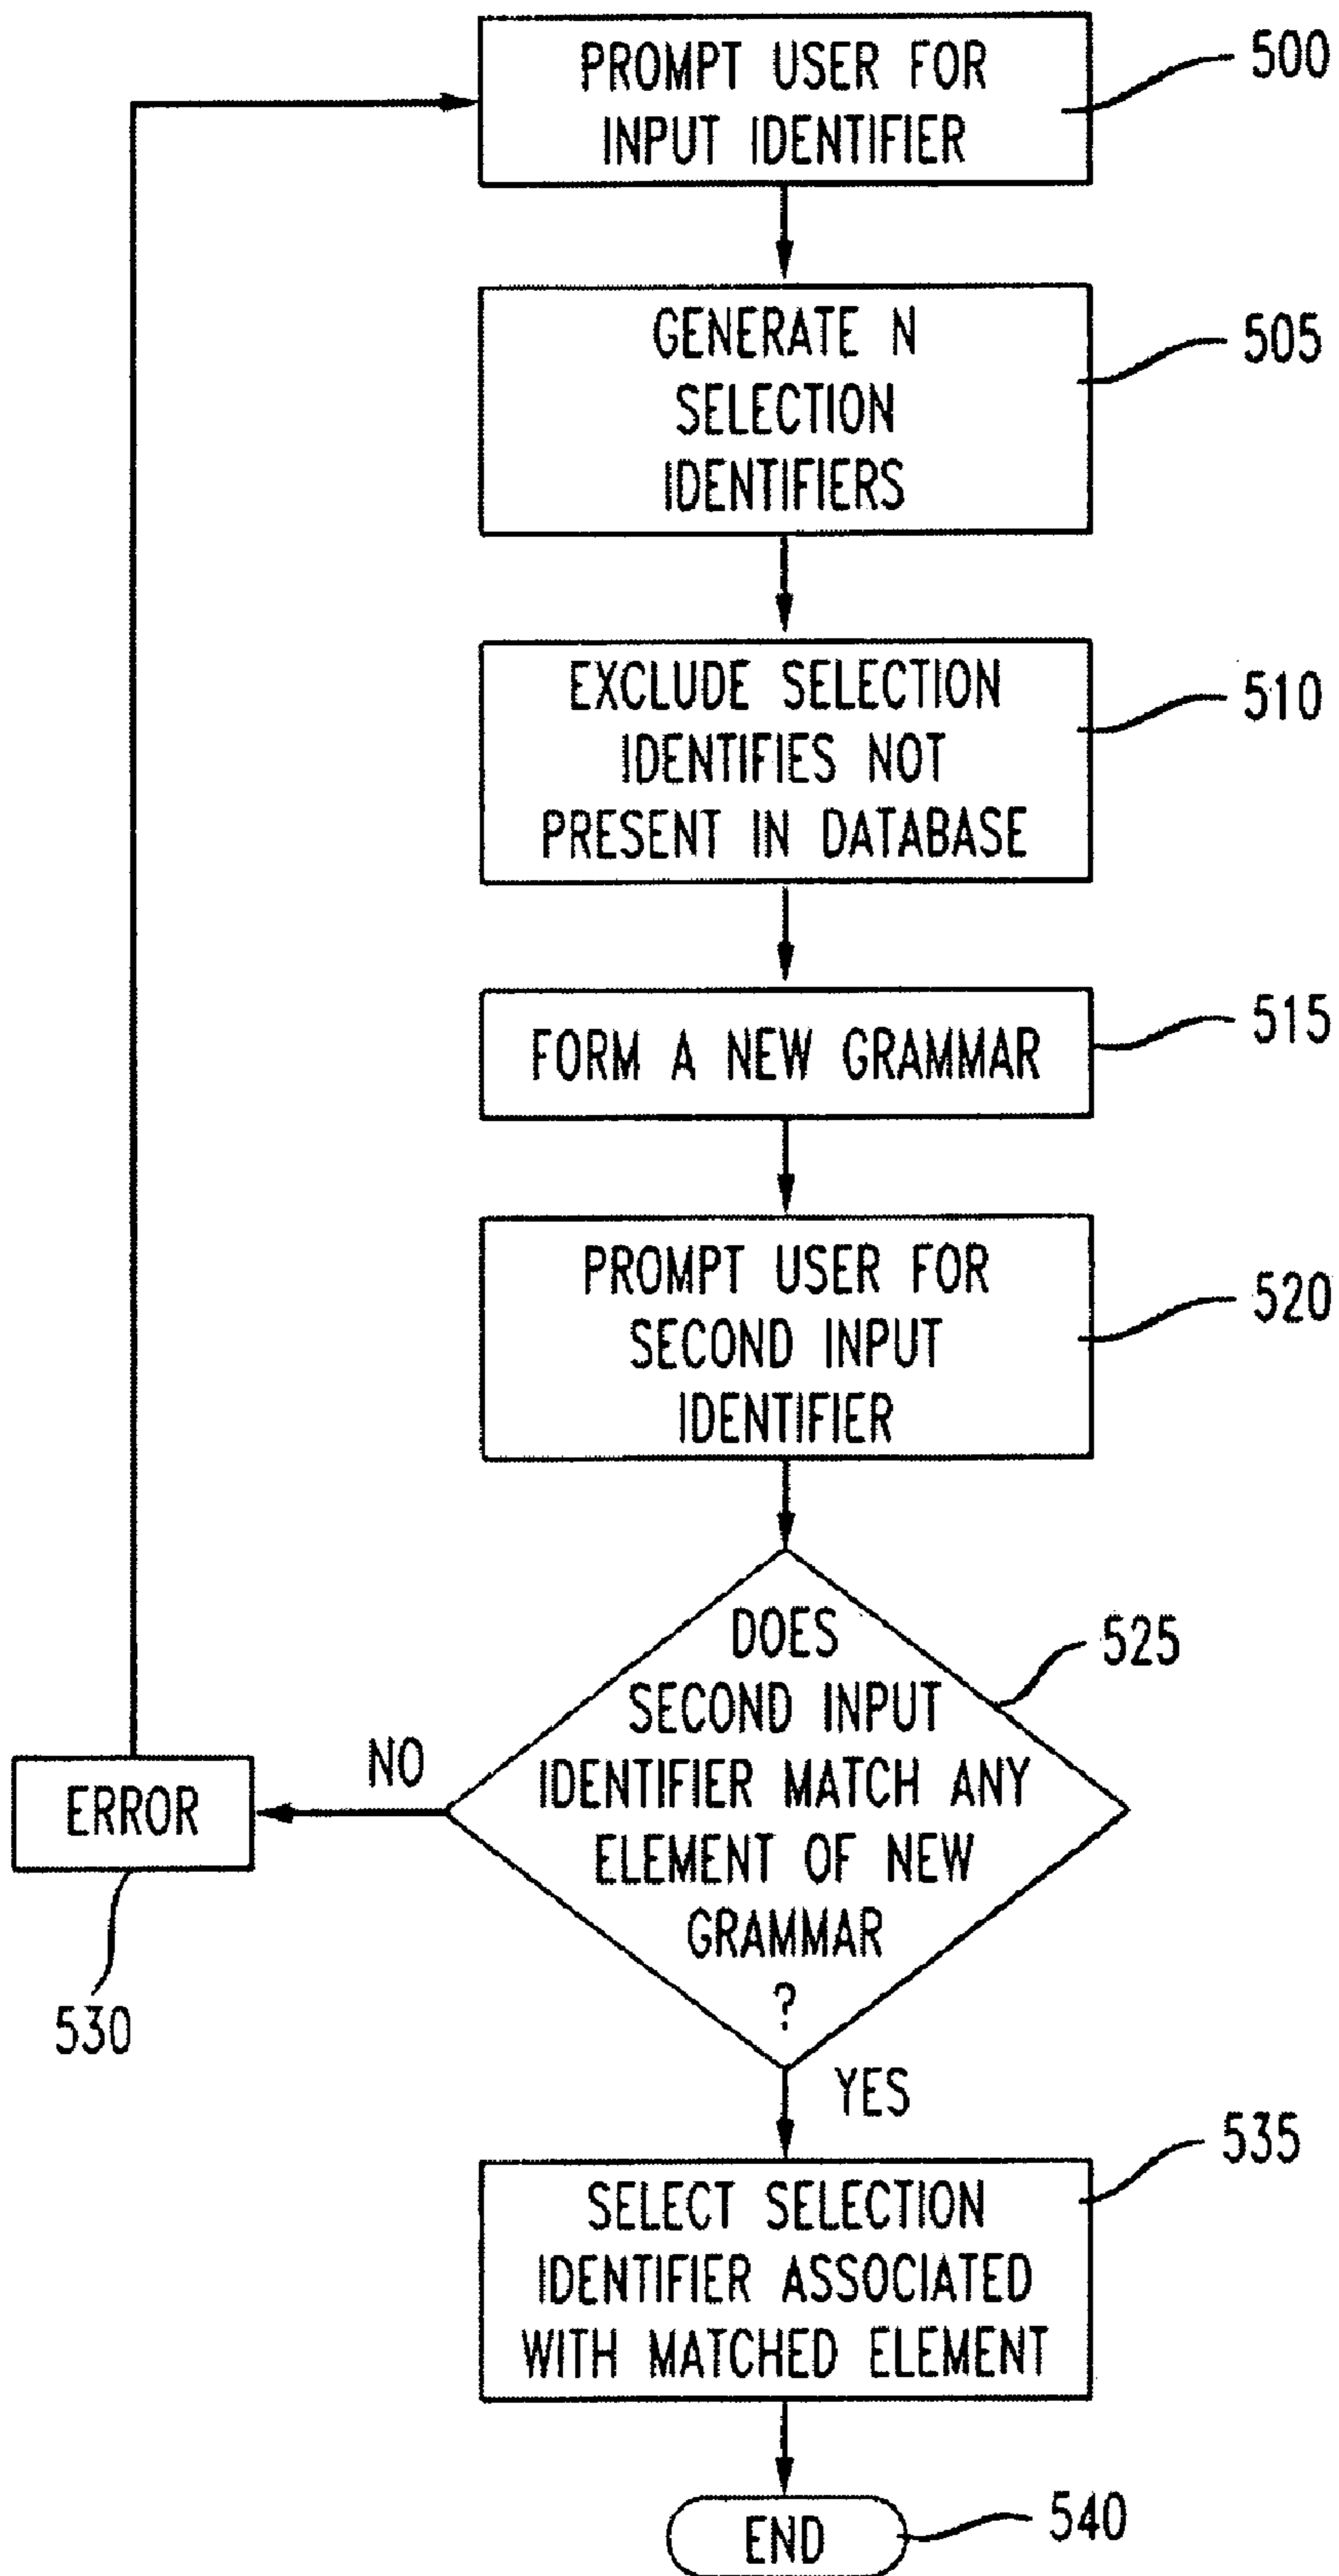 PROMPT USER FOR
INPUT IDENTIFIER
500
GENERATE N
SELECTION
IDENTIFIERS
505
EXCLUDE SELECTION
IDENTIFIES NOT
PRESENT IN DATABASE
510
FORM A NEW GRAMMAR
515
PROMPT USER FOR
SECOND INPUT
IDENTIFIER
520
DOES
SECOND INPUT
IDENTIFIER MATCH ANY
ELEMENT OF NEW
GRAMMAR
?
525
NO
ERROR
530
YES
SELECT SELECTION
IDENTIFIER ASSOCIATED
WITH MATCHED ELEMENT
535
END
540